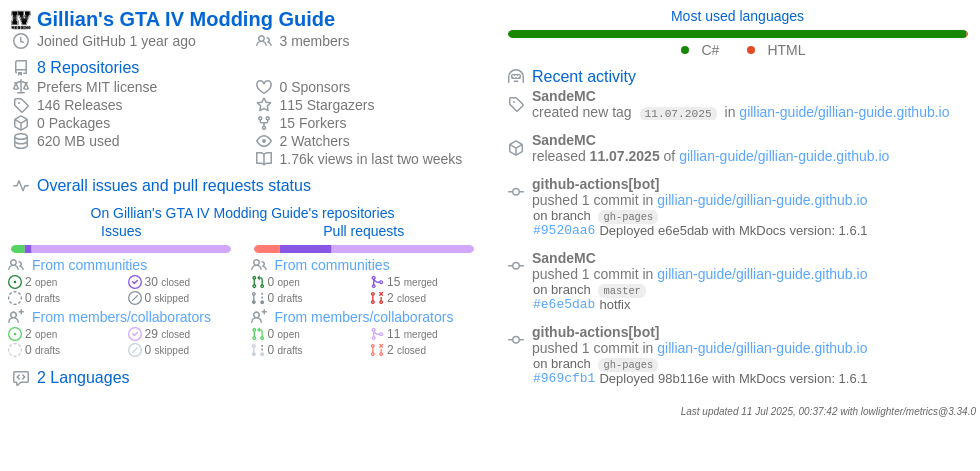 Gillian's GTA IV Modding Guide
Joined GitHub 1 year ago
3 members
8 Repositories
Prefers MIT license
0 Sponsors
146 Releases
115 Stargazers
0 Packages
15 Forkers
620 MB used
2 Watchers
1.76k views in last two weeks
Overall issues and pull requests status
On Gillian's GTA IV Modding Guide's repositories
Issues
Pull requests
From communities
2 open
30 closed
0 drafts
0 skipped
From members/collaborators
2 open
29 closed
0 drafts
0 skipped
From communities
0 open
15 merged
0 drafts
2 closed
From members/collaborators
0 open
11 merged
0 drafts
2 closed
2 Languages
Most used languages
C#
HTML
Recent activity
SandeMC
created new tag 11.07.2025 in gillian-guide/gillian-guide.github.io
SandeMC
released 11.07.2025 of gillian-guide/gillian-guide.github.io
github-actions[bot]
pushed 1 commit in gillian-guide/gillian-guide.github.io
on branch gh-pages
#9520aa6 Deployed e6e5dab with MkDocs version: 1.6.1
SandeMC
pushed 1 commit in gillian-guide/gillian-guide.github.io
on branch master
#e6e5dab hotfix
github-actions[bot]
pushed 1 commit in gillian-guide/gillian-guide.github.io
on branch gh-pages
#969cfb1 Deployed 98b116e with MkDocs version: 1.6.1
Last updated 11 Jul 2025, 00:37:42 with lowlighter/metrics@3.34.0